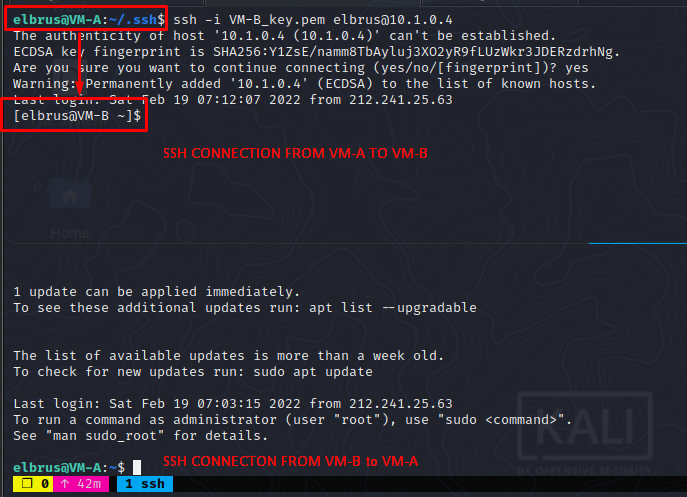 elbrus@VM-A:~/.ssh$ ssh -i VM-B_key.pem elbrus@10.1.0.4
The authenticity of host '10.1.0.4 (10.1.0.4)' can't be established.
ECDSA key fingerprint is SHA256:Y1ZsE/namm8TbAyluj3XO2yR9fLUzWkr3JDERzdrhNg.
Are you sure you want to continue connecting (yes/no/[fingerprint])? yes
Warning: Permanently added '10.1.0.4' (ECDSA) to the list of known hosts.
Last login: Sat Feb 19 07:12:07 2022 from 212.241.25.63
[elbrus@VM-B ~]$
SSH CONNECTION FROM VM-A TO VM-B
Home
1 update can be applied immediately.
To see these additional updates run: apt list --upgradable
The list of available updates is more than a week old.
To check for new updates run: sudo apt update
Last login: Sat Feb 19 07:03:15 2022 from 212.241.25.63
To run a command as administrator (user "root"), use "sudo <command>".
See "man sudo_root" for details.
KALI
BY OFFENSIVE SECURITY
elbrus@VM-A:~$
SSH CONNECTON FROM VM-B to VM-A
❐ 0 ↑ 42m 1 ssh